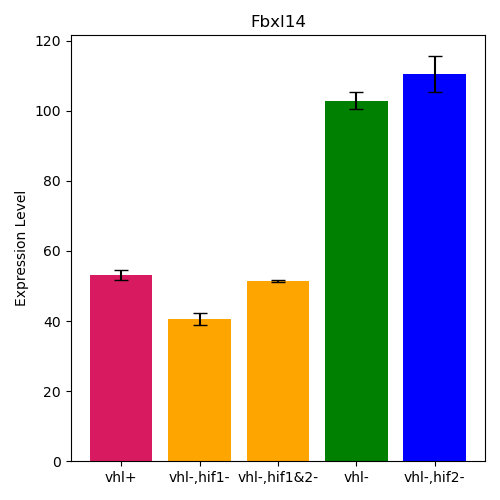 Fbxl14
Expression Level
120
100
80
60
40
20
0
vhl+
vhl-,hif1-
vhl-,hif1&2-
vhl-
vhl-,hif2-